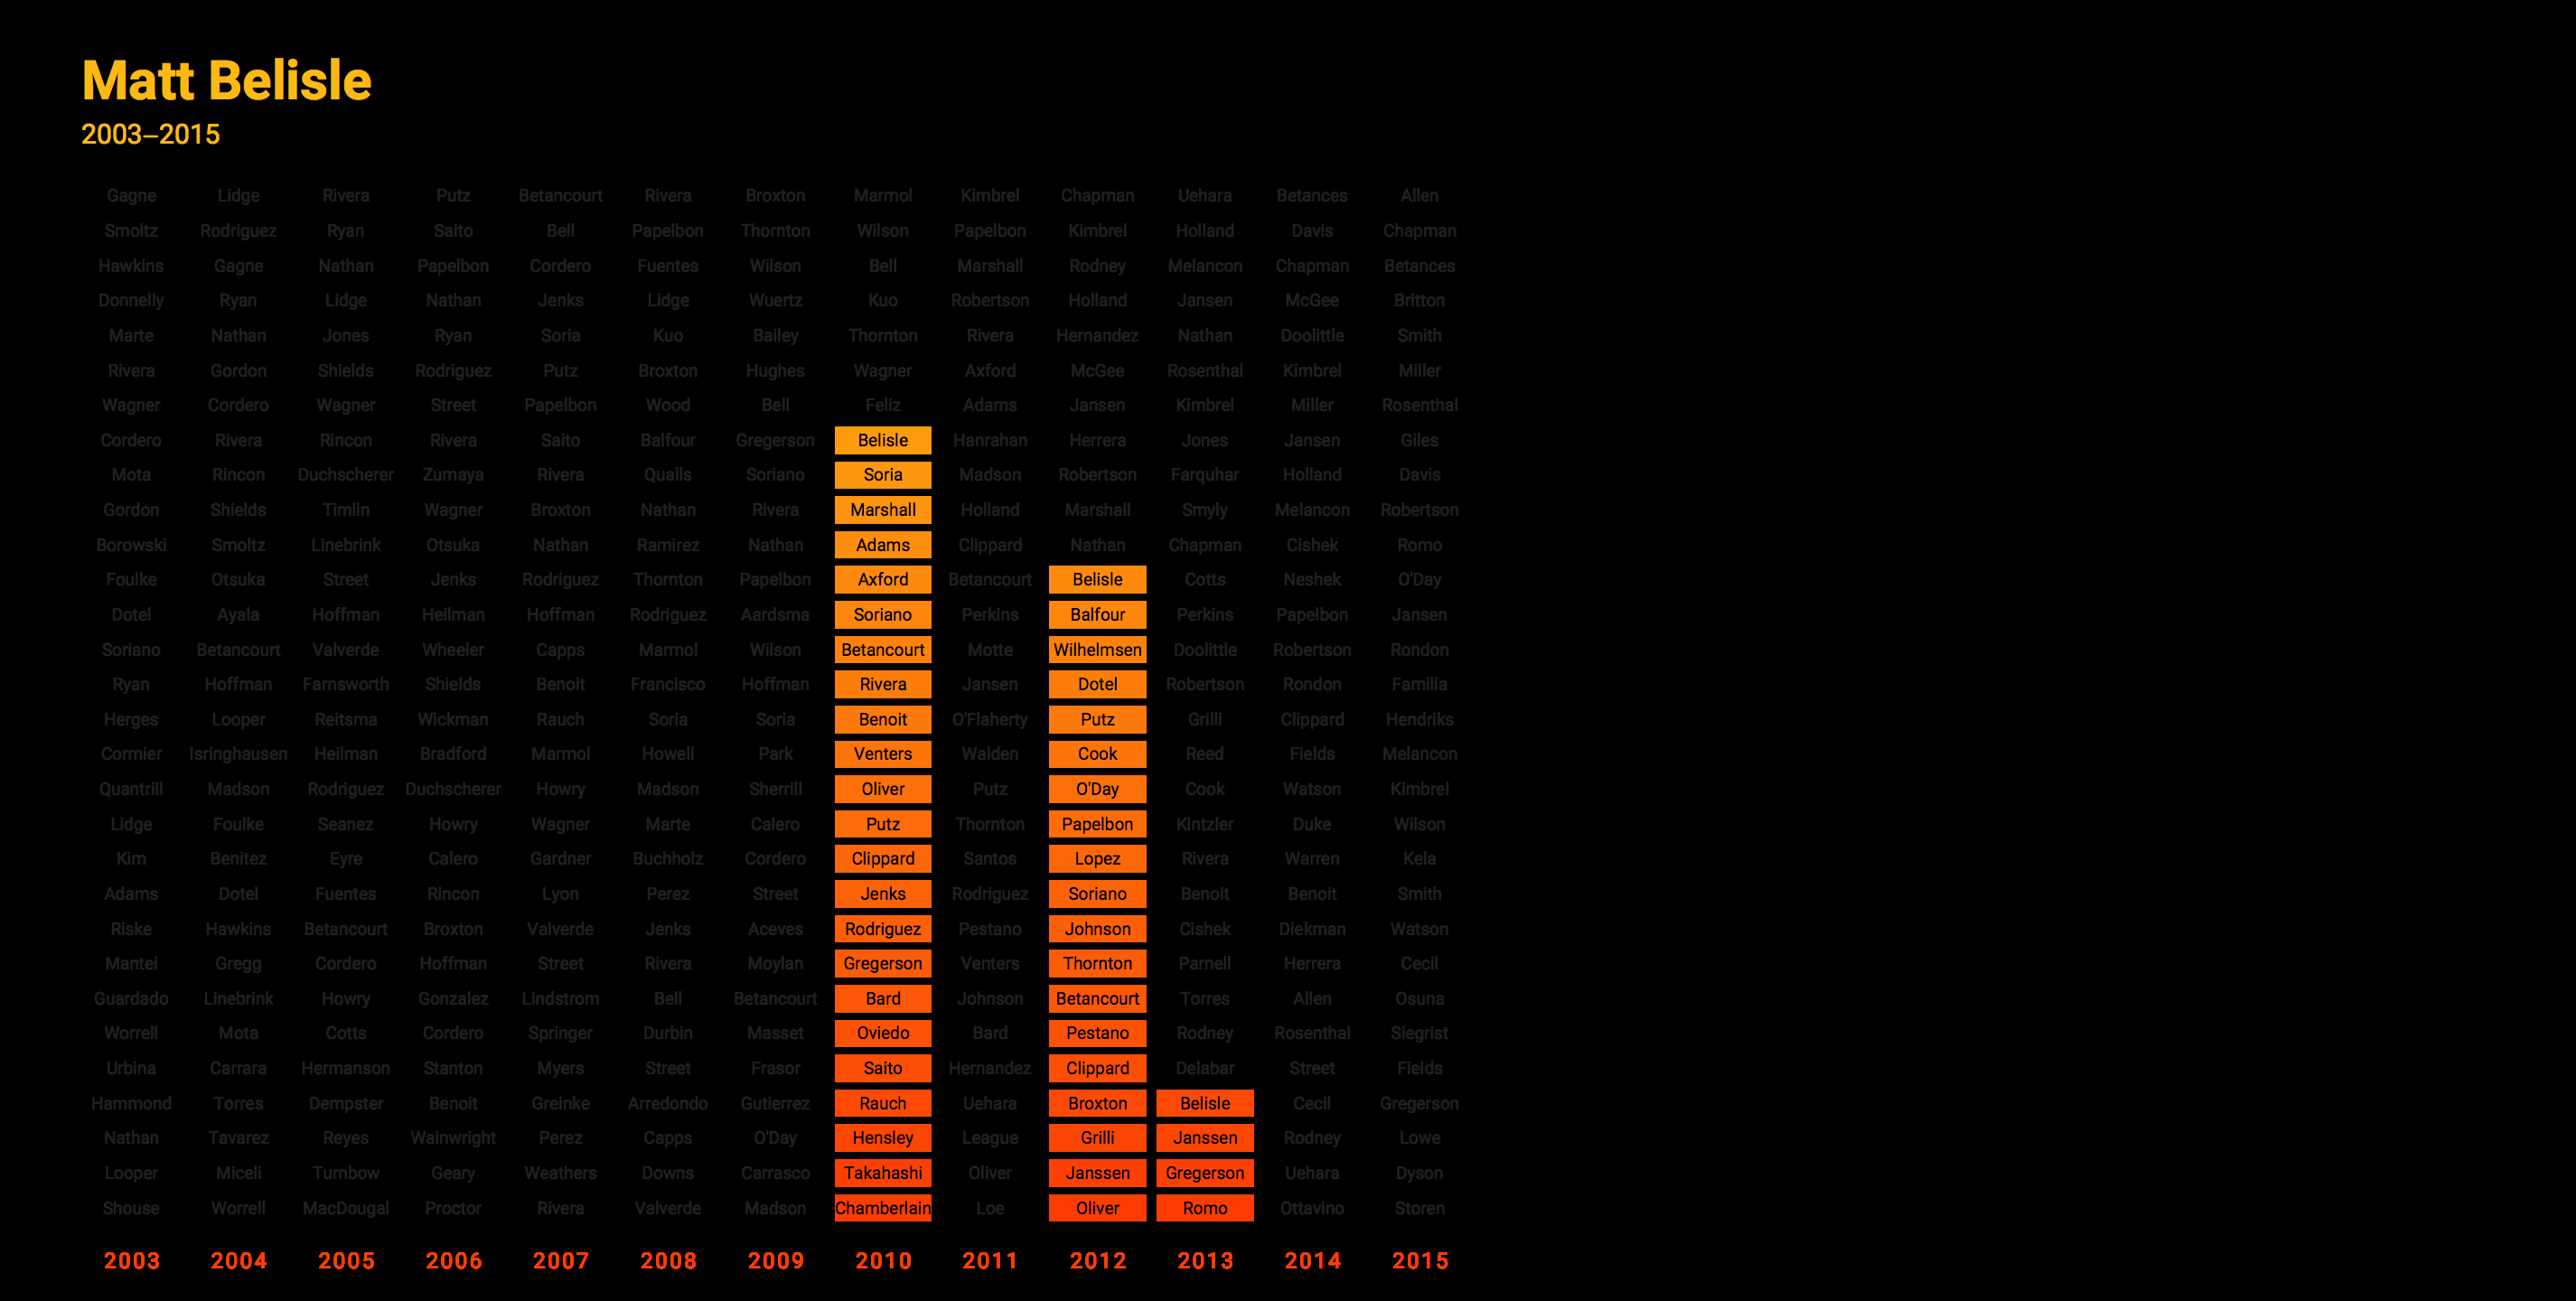 Matt Belisle
2003–2015
Gagne Lidge Rivera Putz Betancourt Rivera Broxton Marmol Kimbrel Chapman Uehara Betances Allen
Smoltz Rodriguez Ryan Saito Bell Papelbon Thornton Wilson Papelbon Kimbrel Holland Davis Chapman
Hawkins Gagne Nathan Papelbon Cordero Fuentes Wilson Bell Marshall Rodney Melancon Chapman Betances
Donnelly Ryan Lidge Nathan Jenks Lidge Wuertz Kuo Robertson Holland Jansen McGee Britton
Marte Nathan Jones Ryan Soria Kuo Bailey Thornton Rivera Hernandez Nathan Doolittle Smith
Rivera Gordon Shields Rodriguez Putz Broxton Hughes Wagner Axford McGee Rosenthal Kimbrel Miller
Wagner Cordero Wagner Street Papelbon Wood Bell Feliz Adams Jansen Kimbrel Miller Rosenthal
Cordero Rivera Rincon Rivera Saito Balfour Gregerson Belisle Hanrahan Herrera Jones Jansen Giles
Mota Rincon Duchscherer Zumaya Rivera Qualls Soriano Soria Madson Robertson Farquhar Holland Davis
Gordon Shields Timlin Wagner Broxton Nathan Rivera Marshall Holland Marshall Smyly Melancon Robertson
Borowski Smoltz Linebrink Otsuka Nathan Ramirez Nathan Adams Clippard Nathan Chapman Cishek Romo
Foulke Otsuka Street Jenks Rodriguez Thornton Papelbon Axford Betancourt Belisle Cotts Neshek O'Day
Dotel Ayala Hoffman Heilman Hoffman Rodriguez Aardsma Soriano Perkins Balfour Perkins Papelbon Jansen
Soriano Betancourt Valverde Wheeler Capps Marmol Wilson Betancourt Motte Wilhelmsen Doolittle Robertson Rondon
Ryan Hoffman Farnsworth Shields Benoit Francisco Hoffman Rivera Jansen Dotel Robertson Rondon Familia
Herges Looper Reitsma Wickman Rauch Soria Soria Benoit O'Flaherty Putz Grilli Clippard Hendriks
Cormier Isringhausen Heilman Bradford Marmol Howell Park Venters Walden Cook Reed Fields Melancon
Quantrill Madson Rodriguez Duchscherer Howry Madson Sherrill Oliver Putz O'Day Cook Watson Kimbrel
Lidge Foulke Seanez Howry Wagner Marte Calero Putz Thornton Papelbon Kintzler Duke Wilson
Kim Benitez Eyre Calero Gardner Buchholz Cordero Clippard Santos Lopez Rivera Warren Kela
Adams Dotel Fuentes Rincon Lyon Perez Street Jenks Rodriguez Soriano Benoit Benoit Smith
Riske Hawkins Betancourt Broxton Valverde Jenks Aceves Rodriguez Pestano Johnson Cishek Diekman Watson
Mantei Gregg Cordero Hoffman Street Rivera Moylan Gregerson Venters Thornton Parnell Herrera Cecil
Guardado Linebrink Howry Gonzalez Lindstrom Bell Betancourt Bard Johnson Betancourt Torres Allen Osuna
Worrell Mota Cotts Cordero Springer Durbin Masset Oviedo Bard Pestano Rodney Rosenthal Siegrist
Urbina Carrara Hermanson Stanton Myers Street Frasor Saito Hernandez Clippard Delabar Street Fields
Hammond Torres Dempster Benoit Greinke Arredondo Gutierrez Rauch Uehara Broxton Belisle Cecil Gregerson
Nathan Tavarez Reyes Wainwright Perez Capps O'Day Hensley League Grilli Janssen Rodney Lowe
Looper Miceli Turnbow Geary Weathers Downs Carrasco Takahashi Oliver Janssen Gregerson Uehara Dyson
Shouse Worrell MacDougal Proctor Rivera Valverde Madson Chamberlain Loe Oliver Romo Ottavino Storen
2003 2004 2005 2006 2007 2008 2009 2010 2011 2012 2013 2014 2015